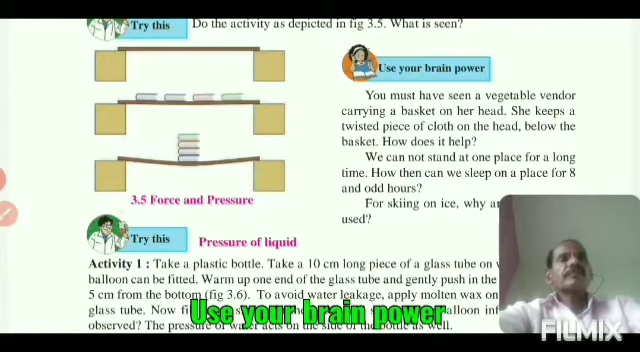 Try this
Do the activity as depicted in fig 3.5. What is seen?
Use your brain power
You must have seen a vegetable vendor
carrying a basket on her head. She keeps a
twisted piece of cloth on the head, below the
basket. How does it help?
We can not stand at one place for a long
time. How then can we sleep on a place for 8
and odd hours?
For skiing on ice, why
used?
3.5 Force and Pressure
Try this
Pressure of liquid
Activity 1 : Take a plastic bottle. Take a 10 cm long piece of a glass tube on
balloon can be fitted. Warm up one end of the glass tube and gently push in the
5 cm from the bottom (fig 3.6). To avoid water leakage, apply molten wax on
glass tube. Now
observed? The pressure of water acts on the side of the bottle as well.
Use your brain power
FILMIX